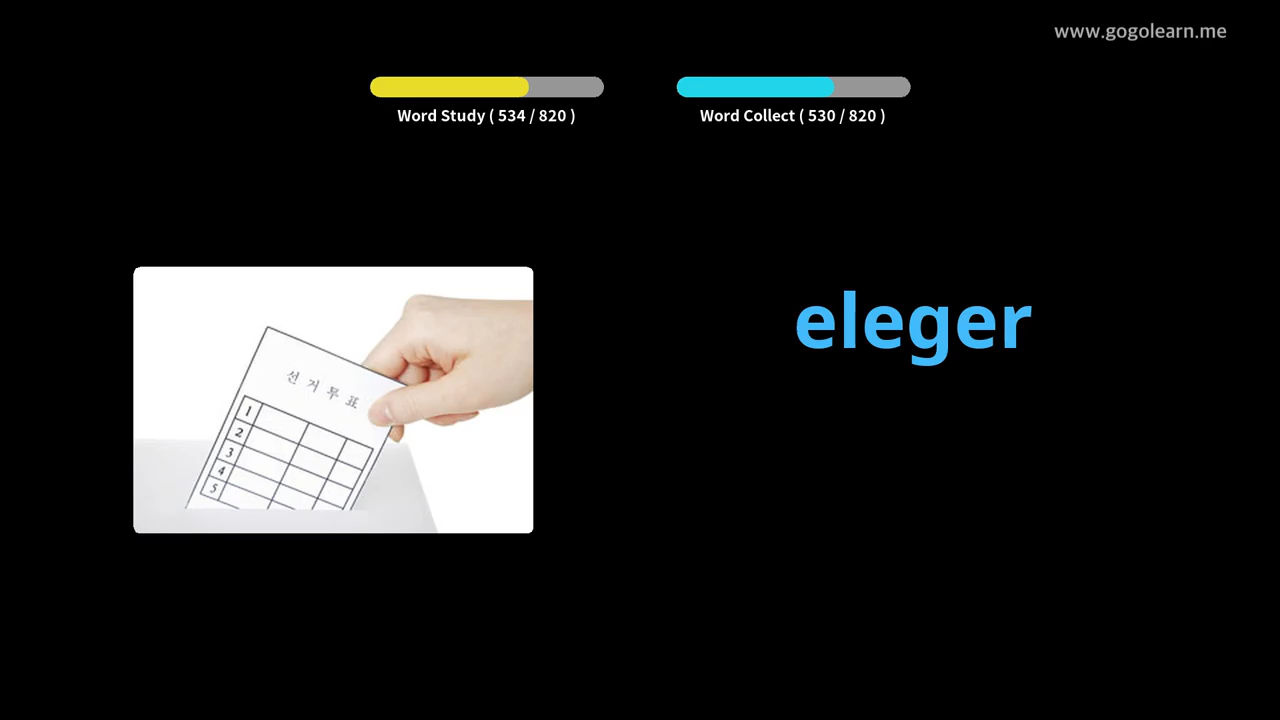 www.gogolearn.me
Word Study ( 534 / 820 )
Word Collect ( 530 / 820 )
선거투표
1
2
3
4
5
eleger